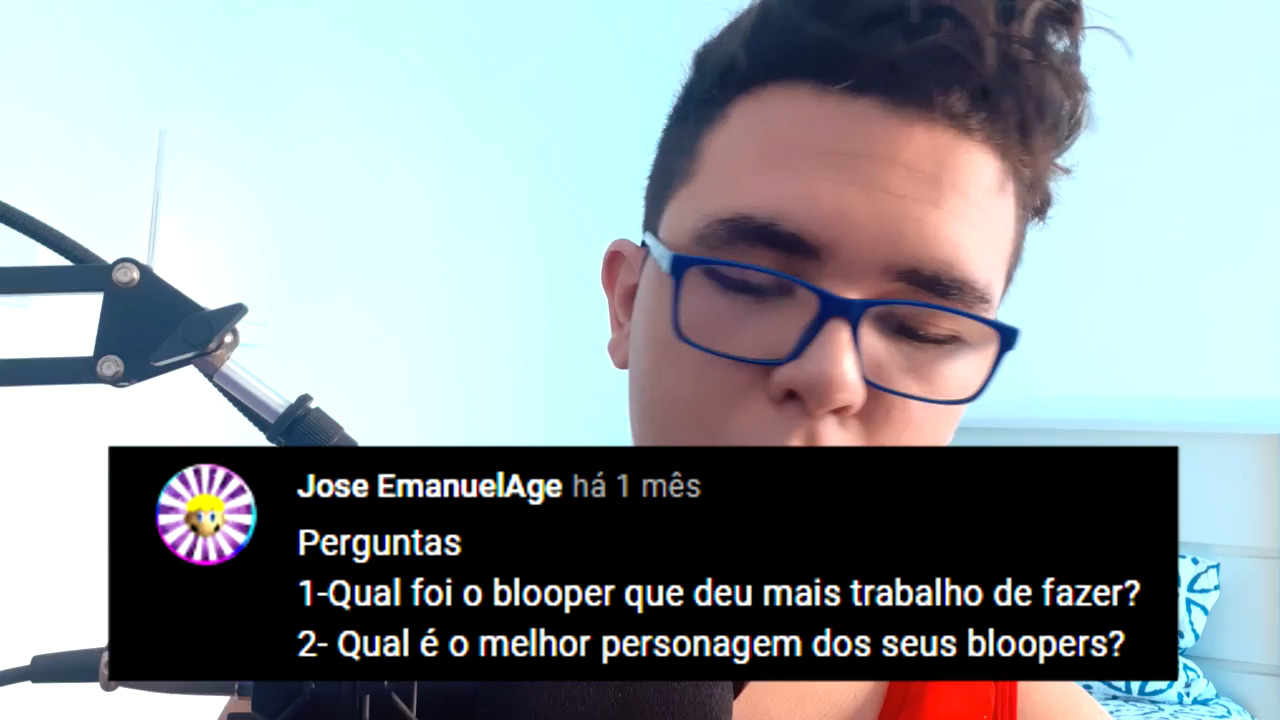 Jose EmanuelAge há 1 mês
Perguntas
1-Qual foi o blooper que deu mais trabalho de fazer?
2- Qual é o melhor personagem dos seus bloopers?